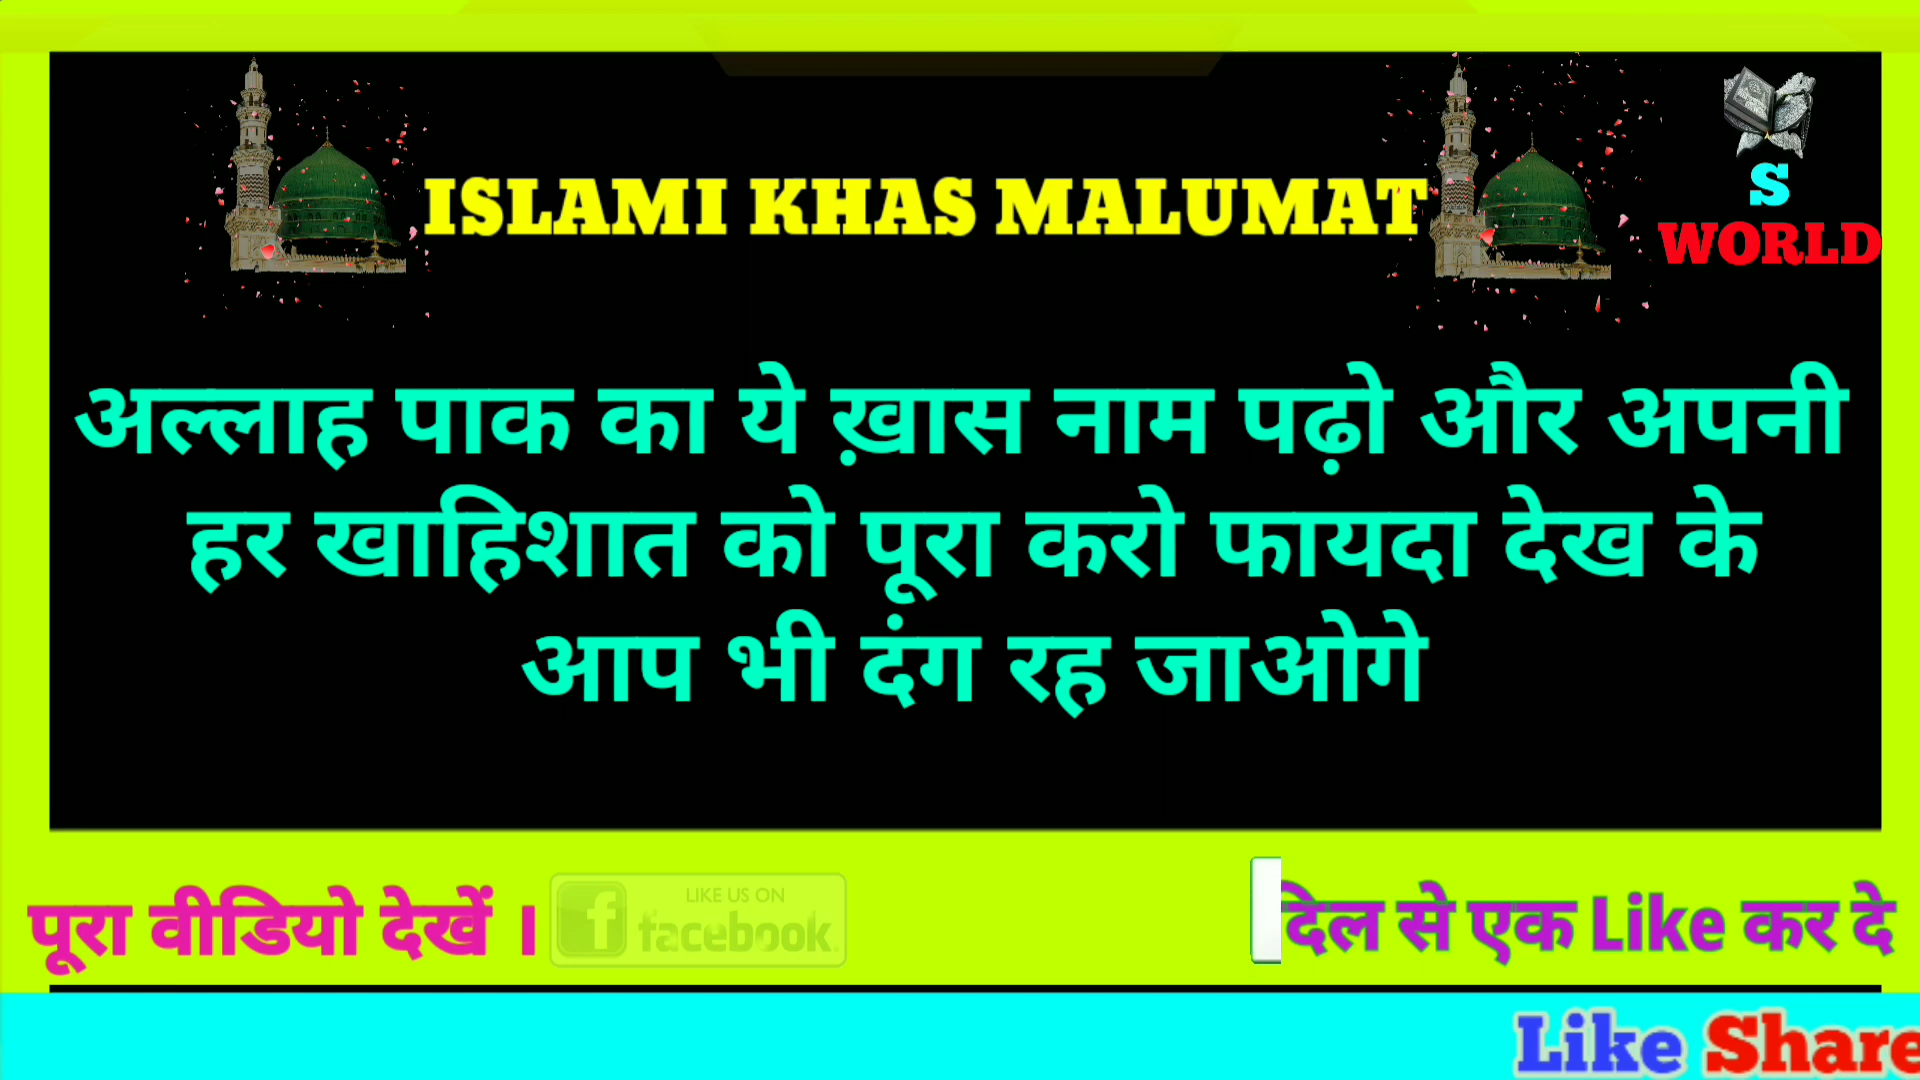 ISLAMI KHAS MALUMAT
S
WORLD
अल्लाह पाक का ये ख़ास नाम पढ़ो और अपनी
हर खाहिशात को पूरा करो फायदा देख के
आप भी दंग रह जाओगे
पूरा वीडियो देखें ।
LIKE US ON
facebook.
दिल से एक Like कर दे
Like Share